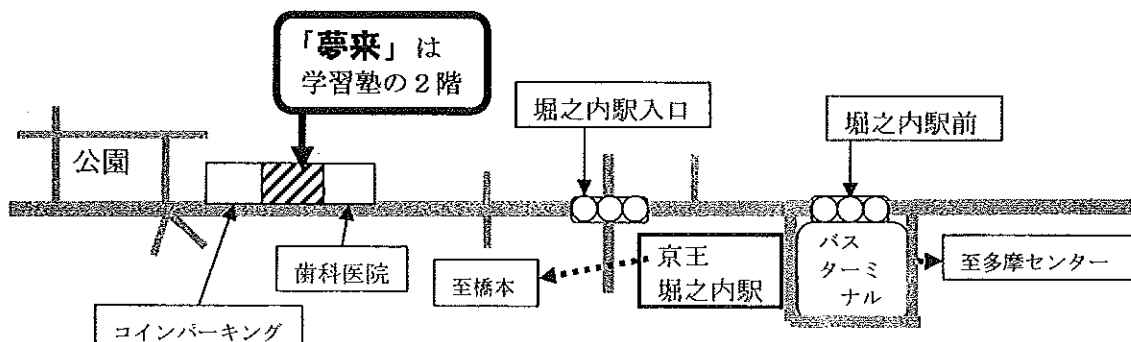 「夢来」は
学習塾の2階
堀之内駅入口
堀之内駅前
公園
歯科医院
コインパーキング
至橋本
京王
堀之内駅
バス
ターミ
ナル
至多摩センター